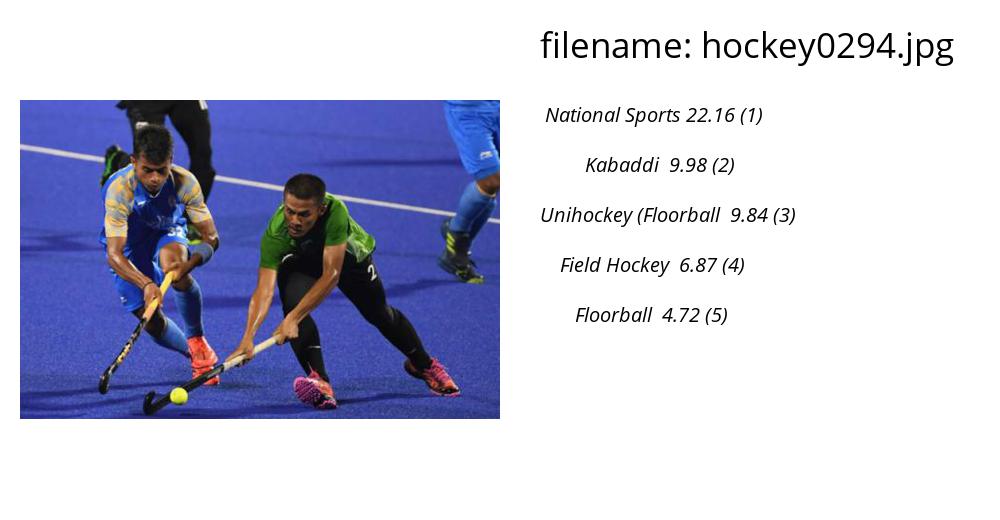 filename: hockey0294.jpg
National Sports 22.16 (1)
Kabaddi 9.98 (2)
Unihockey (Floorball 9.84 (3)
Field Hockey 6.87 (4)
Floorball 4.72 (5)